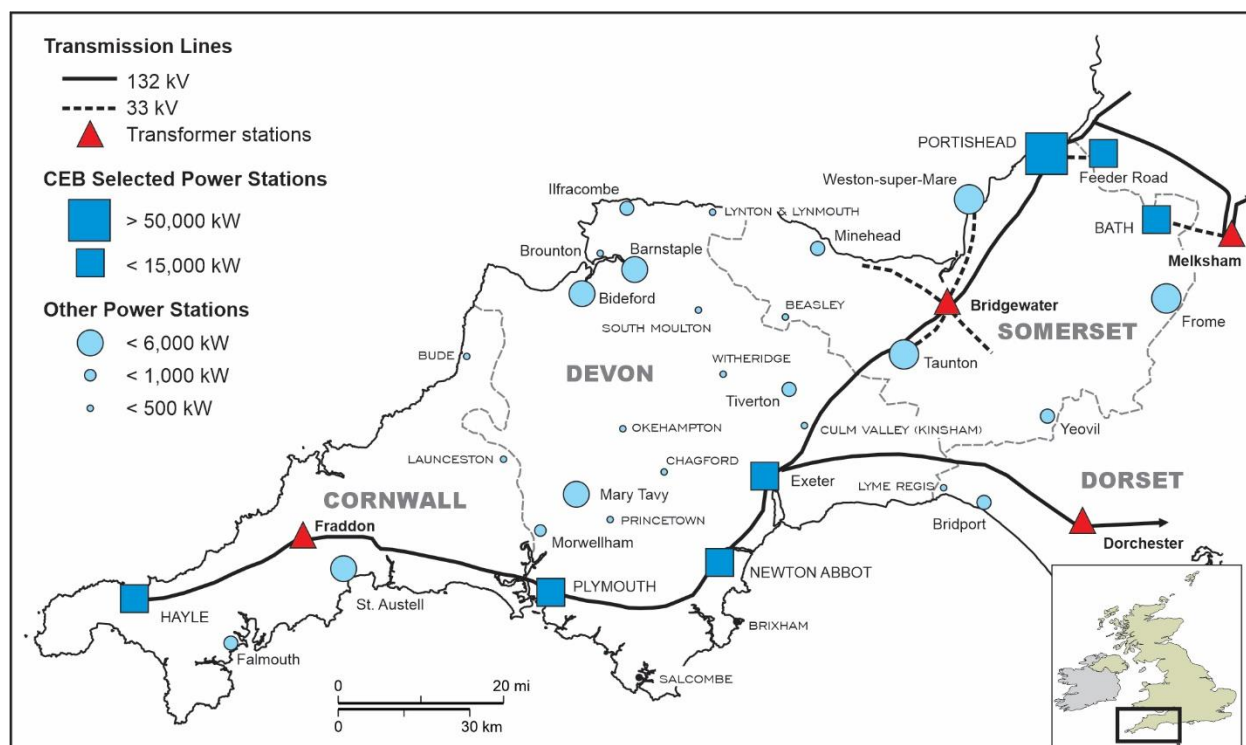 Transmission Lines
132 kV
33 kV
Transformer stations
CEB Selected Power Stations
> 50,000 kW
< 15,000 kW
Other Power Stations
< 6,000 kW
< 1,000 kW
< 500 kW
PORTISHEAD
Feeder Road
Weston-super-Mare
Ilfracombe
LYNTON & LYNMOUTH
Minehead
BATH
Melksham
Brounton
Barnstaple
Bideford
Bridgewater
BEASLEY
SOUTH MOULTON
SOMERSET
Frome
BUDE
DEVON
WITHERIDGE
Taunton
Tiverton
OKEHAMPTON
CULM VALLEY (KINSHAM)
Yeovil
LAUNCESTON
CHAGFORD
Exeter
LYME REGIS
DORSET
CORNWALL
Mary Tavy
Bridport
Fraddon
PRINCETOWN
Morwellham
Dorchester
NEWTON ABBOT
St. Austell
PLYMOUTH
HAYLE
BRIXHAM
Falmouth
SALCOMBE
0 20 mi
0 30 km